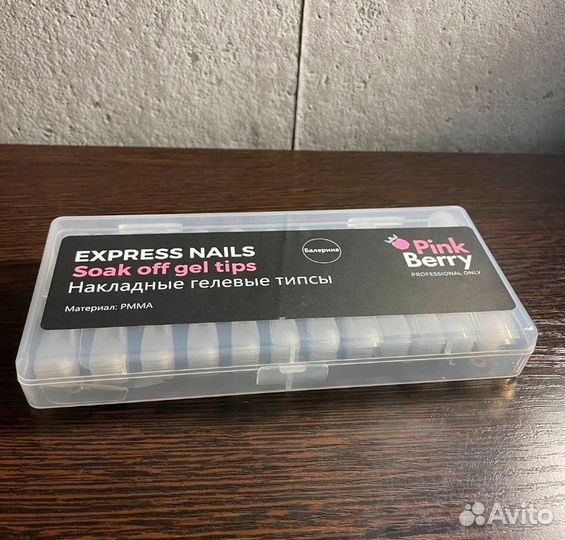 EXPRESS NAILS
Soak off gel tips
Накладные гелевые типсы
Материал: PMMA
Балерина
Pink
Berry
PROFESSIONAL ONLY
Avito